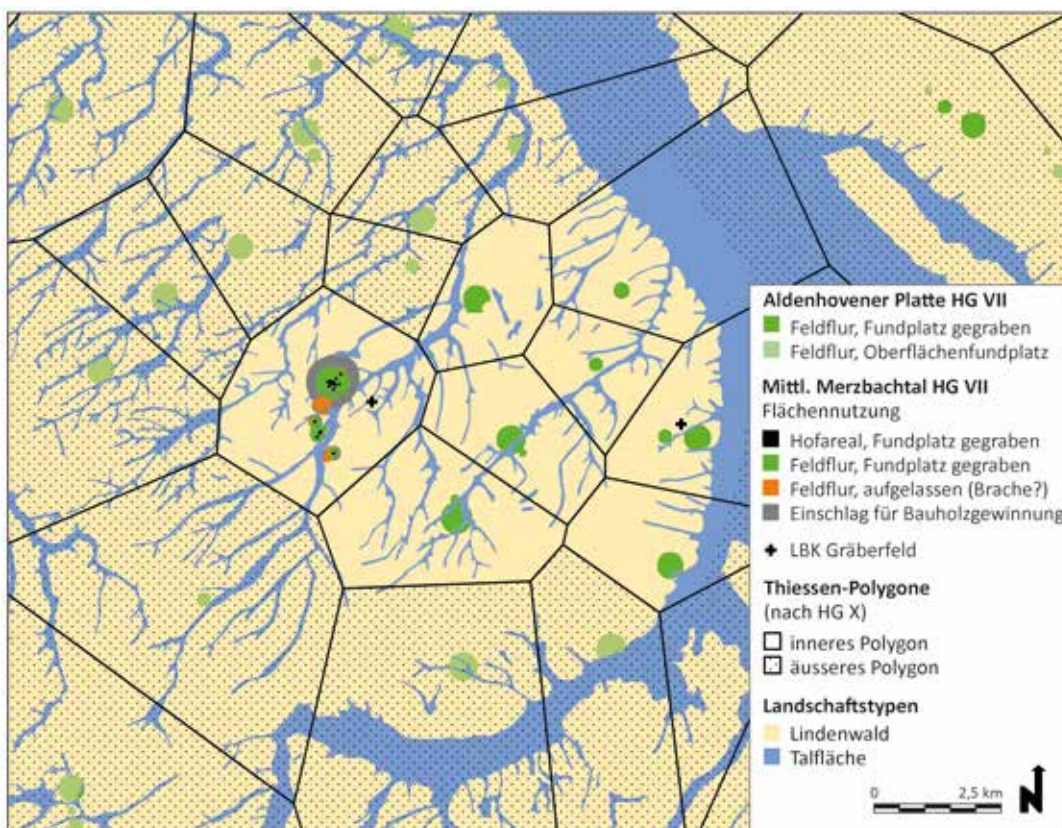 Aldenhovener Platte HG VII
Feldflur, Fundplatz gegraben
Feldflur, Oberflächenfundplatz
Mittl. Merzbachtal HG VII
Flächennutzung
Hofareal, Fundplatz gegraben
Feldflur, Fundplatz gegraben
Feldflur, aufgelassen (Brache?)
Einschlag für Bauholzgewinnung
LBK Gräberfeld
Thiessen-Polygone
(nach HG X)
inneres Polygon
äusseres Polygon
Landschaftstypen
Lindenwald
Talfläche
0 2,5 km
N